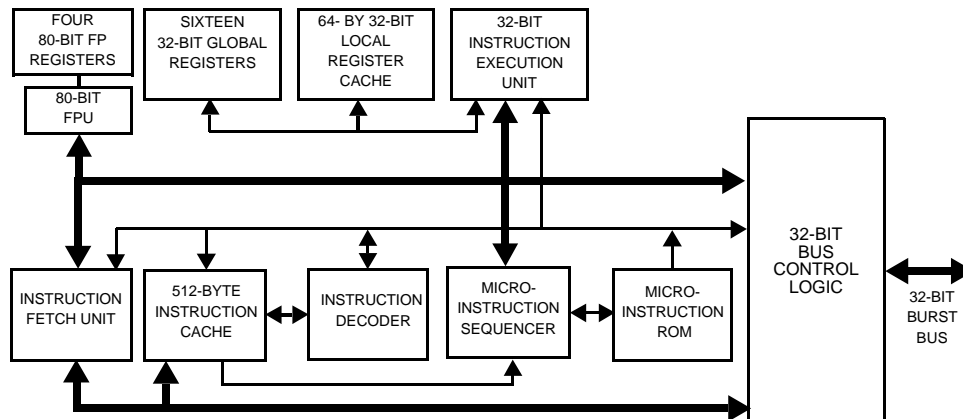 FOUR
80-BIT FP
REGISTERS
80-BIT
FPU
SIXTEEN
32-BIT GLOBAL
REGISTERS
64- BY 32-BIT
LOCAL
REGISTER
CACHE
32-BIT
INSTRUCTION
EXECUTION
UNIT
INSTRUCTION
FETCH UNIT
512-BYTE
INSTRUCTION
CACHE
INSTRUCTION
DECODER
MICRO-
INSTRUCTION
SEQUENCER
MICRO-
INSTRUCTION
ROM
32-BIT
BUS
CONTROL
LOGIC
32-BIT
BURST
BUS